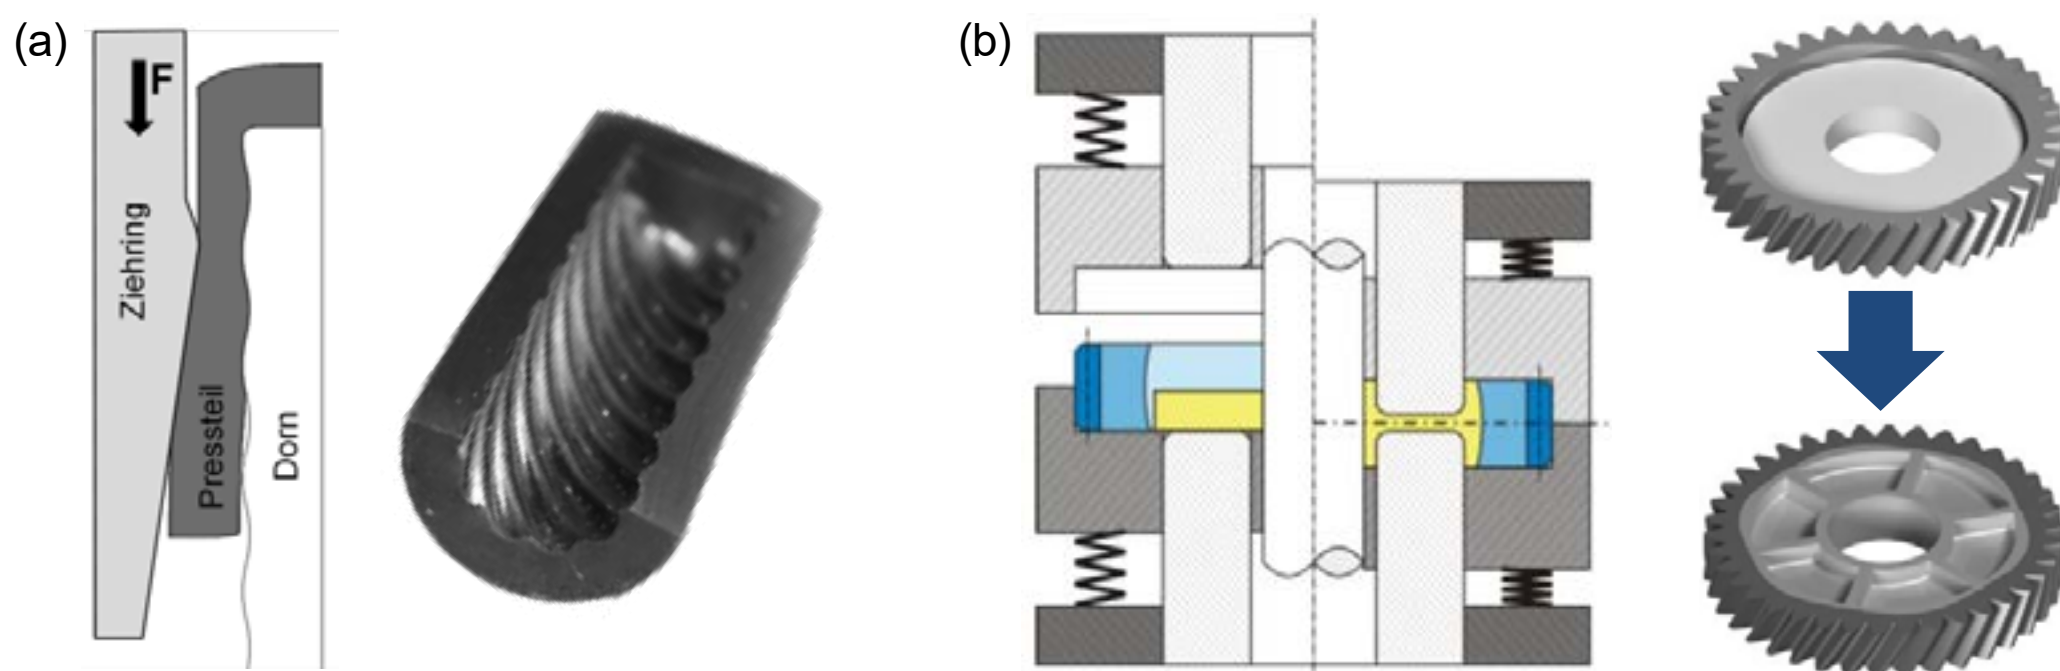 (a)
F
Ziehring
Pressteil
Dorn
(b)